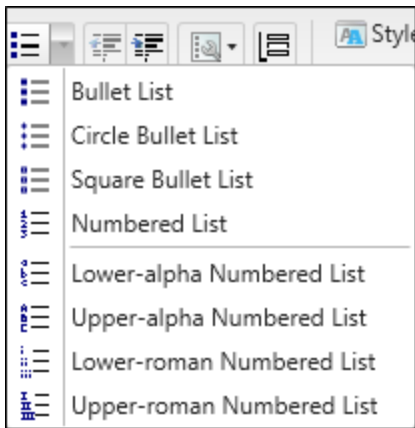 Style
Bullet List
Circle Bullet List
Square Bullet List
Numbered List
Lower-alpha Numbered List
Upper-alpha Numbered List
Lower-roman Numbered List
Upper-roman Numbered List